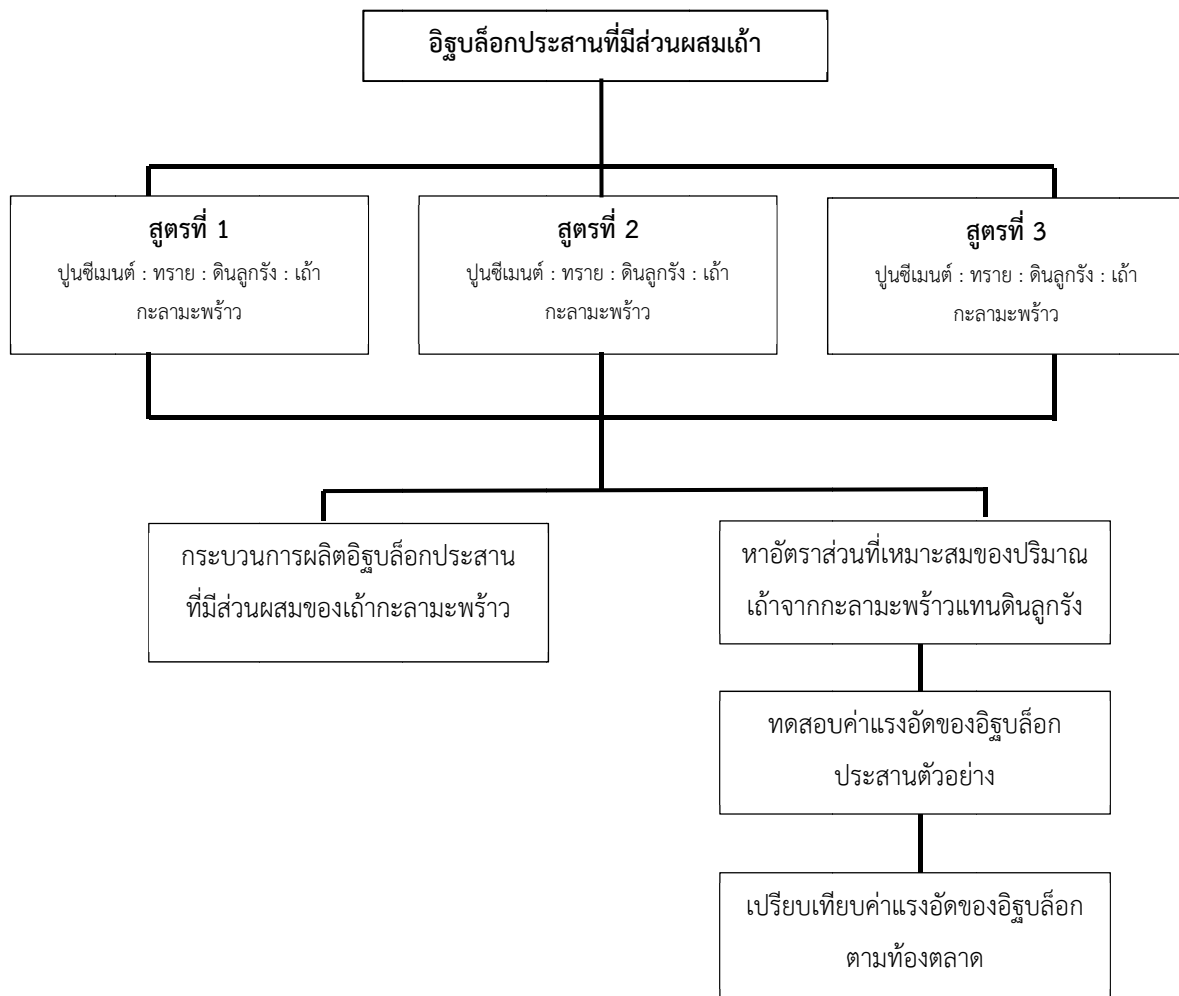 อิฐบล็อกประสานที่มีส่วนผสมเถ้า
สูตรที่ 1
ปูนซีเมนต์ : ทราย : ดินลูกรัง : เถ้า
กะลามะพร้าว
สูตรที่ 2
ปูนซีเมนต์ : ทราย : ดินลูกรัง : เถ้า
กะลามะพร้าว
สูตรที่ 3
ปูนซีเมนต์ : ทราย : ดินลูกรัง : เถ้า
กะลามะพร้าว
กระบวนการผลิตอิฐบล็อกประสาน
ที่มีส่วนผสมของเถ้ากะลามะพร้าว
หาอัตราส่วนที่เหมาะสมของปริมาณ
เถ้าจากกะลามะพร้าวแทนดินลูกรัง
ทดสอบค่าแรงอัดของอิฐบล็อก
ประสานตัวอย่าง
เปรียบเทียบค่าแรงอัดของอิฐบล็อก
ตามท้องตลาด